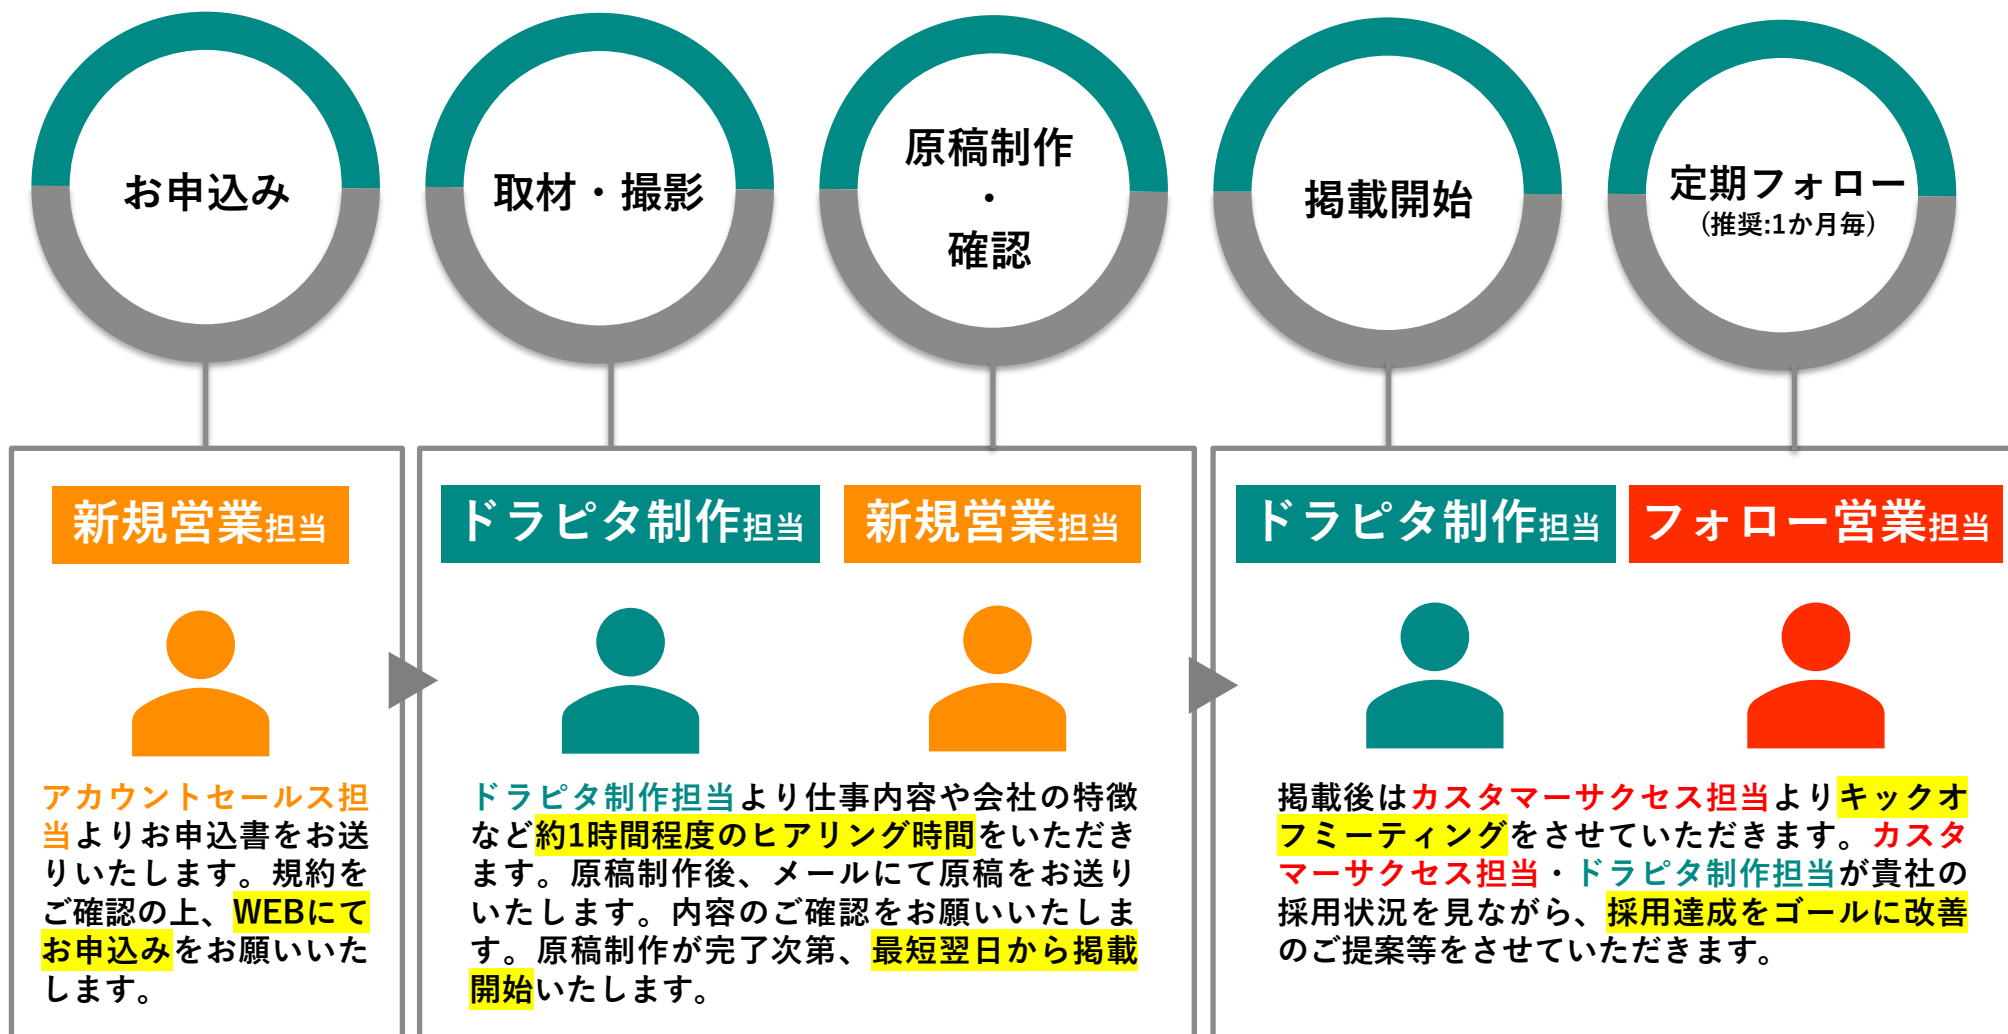 お申込み
取材・撮影
原稿制作
・
確認
掲載開始
定期フォロー
(推奨:1か月毎)
新規営業担当
アカウントセールス担
当よりお申込書をお送
りいたします。規約を
ご確認の上、WEBにて
お申込みをお願いいた
します。
ドラピタ制作担当
新規営業担当
ドラピタ制作担当より仕事内容や会社の特徴
など約1時間程度のヒアリング時間をいただき
ます。原稿制作後、メールにて原稿をお送り
いたします。内容のご確認をお願いいたしま
す。原稿制作が完了次第、最短翌日から掲載
開始いたします。
ドラピタ制作担当
フォロー営業担当
掲載後はカスタマーサクセス担当よりキックオ
フミーティングをさせていただきます。カスタ
マーサクセス担当・ドラピタ制作担当が貴社の
採用状況を見ながら、採用達成をゴールに改善
のご提案等をさせていただきます。